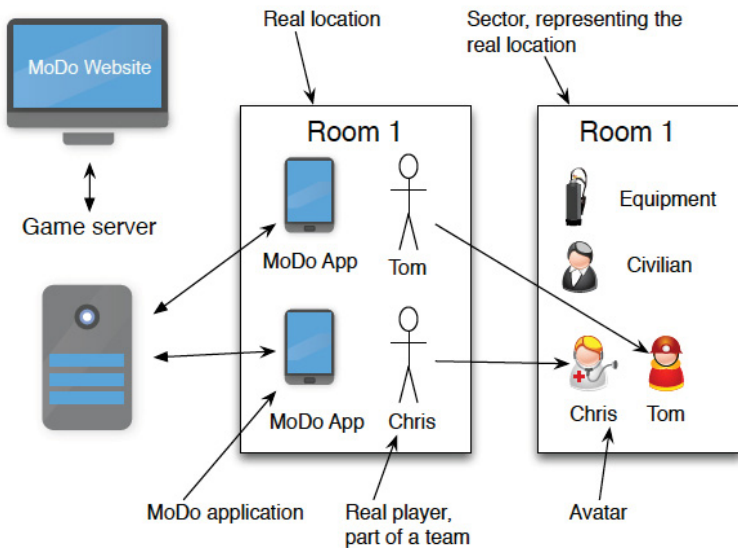 Real location
Sector, representing the
real location
MoDo Website
Game server
Room 1
MoDo App
Tom
MoDo App
Chris
Room 1
Equipment
Civilian
Chris
Tom
MoDo application
Real player,
part of a team
Avatar